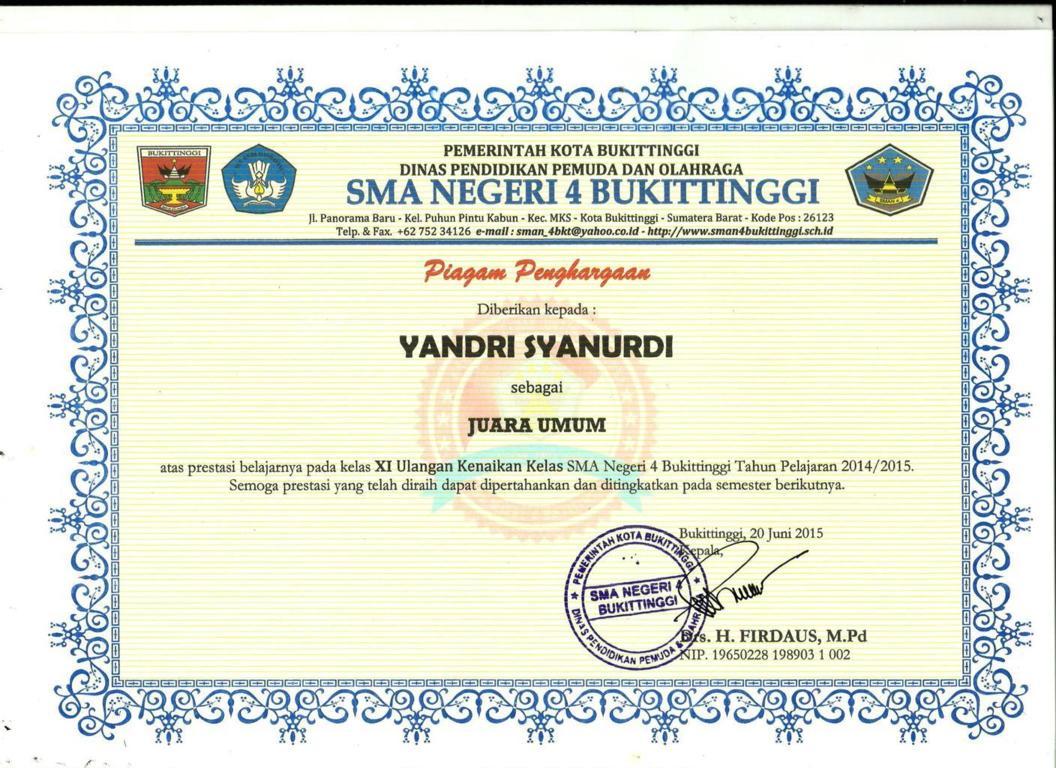 BUKITTINGGI
PEMERINTAH KOTA BUKITTINGGI
DINAS PENDIDIKAN PEMUDA DAN OLAHRAGA
SMA NEGERI 4 BUKITTINGGI
Jl. Panorama Baru - Kel. Puhun Pintu Kabun - Kec. MKS - Kota Bukittinggi - Sumatera Barat - Kode Pos : 26123
Telp. & Fax. +62 752 34126 e-mail : sman_4bkt@yahoo.co.id - http://www.sman4bukittinggi.sch.id
Piagam Penghargaan
Diberikan kepada :
YANDRI SYANURDI
sebagai
JUARA UMUM
atas prestasi belajarnya pada kelas XI Ulangan Kenaikan Kelas SMA Negeri 4 Bukittinggi Tahun Pelajaran 2014/2015.
Semoga prestasi yang telah diraih dapat dipertahankan dan ditingkatkan pada semester berikutnya.
Bukittinggi, 20 Juni 2015
Kepala,
PEMERINTAH KOTA BUKITTINGGI
SMA NEGERI 4
BUKITTINGGI
DINAS PENDIDIKAN PEMUDA &
Drs. H. FIRDAUS, M.Pd
NIP. 19650228 198903 1 002